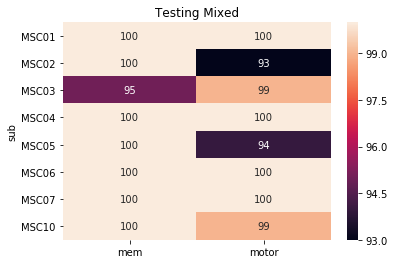 Testing Mixed
MSC01 100 100
MSC02 100 93
MSC03 95 99
MSC04 100 100
MSC05 100 94
MSC06 100 100
MSC07 100 100
MSC10 100 99
sub
mem motor
99.0
97.5
96.0
94.5
93.0